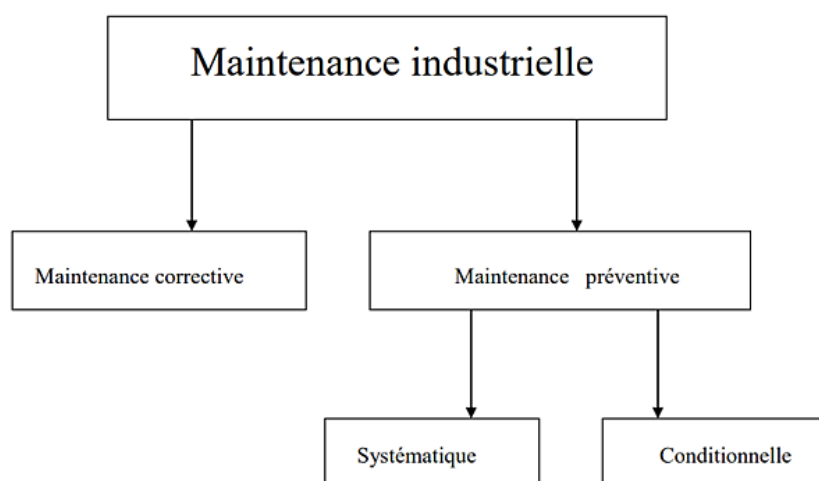 Maintenance industrielle
Maintenance corrective
Maintenance préventive
Systématique
Conditionnelle